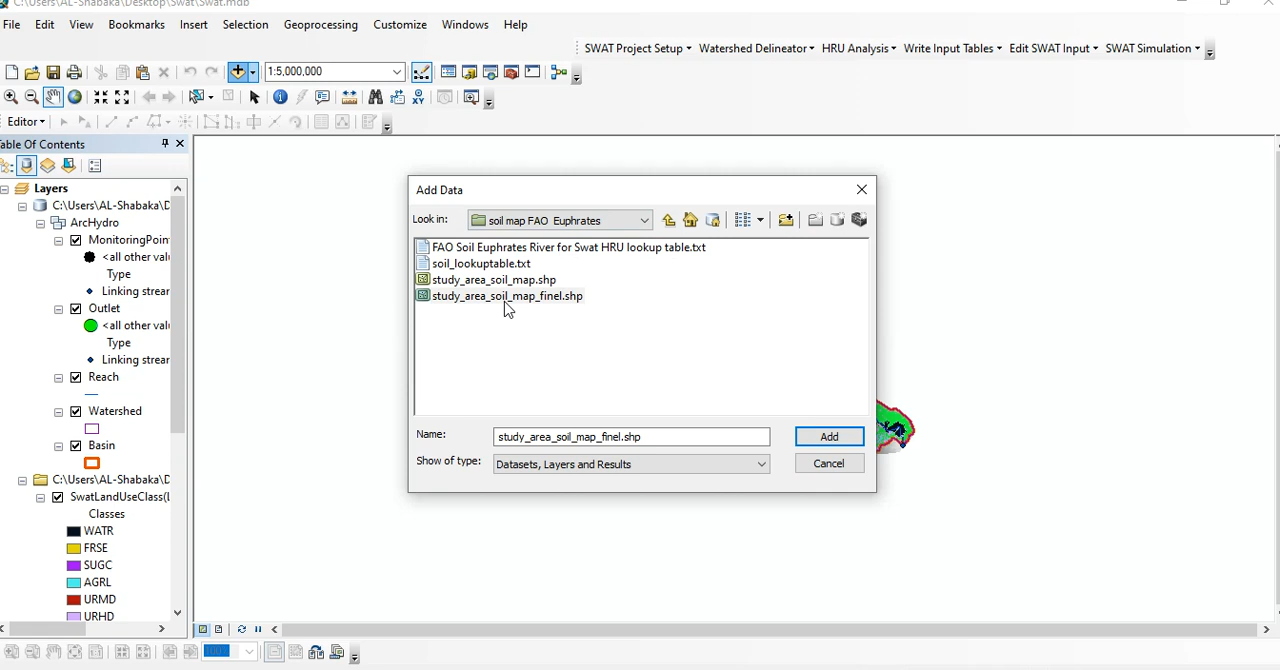 C:\Users\AL-Shabaka\Desktop\Swat\Swat.mdb
File Edit View Bookmarks Insert Selection Geoprocessing Customize Windows Help
SWAT Project Setup Watershed Delineator HRU Analysis Write Input Tables Edit SWAT Input SWAT Simulation
1:5,000,000
XY
Editor
able Of Contents
Layers
C:\Users\AL-Shabaka\D
ArcHydro
MonitoringPoin
<all other valu
Type
Linking strear
Outlet
<all other valu
Type
Linking strear
Reach
Watershed
Basin
C:\Users\AL-Shabaka\D
SwatLandUseClass(L
Classes
WATR
FRSE
SUGC
AGRL
URMD
URHD
Add Data
Look in: soil map FAO Euphrates
FAO Soil Euphrates River for Swat HRU lookup table.txt
soil_lookuptable.txt
study_area_soil_map.shp
study_area_soil_map_finel.shp
Name: study_area_soil_map_finel.shp
Add
Show of type: Datasets, Layers and Results
Cancel